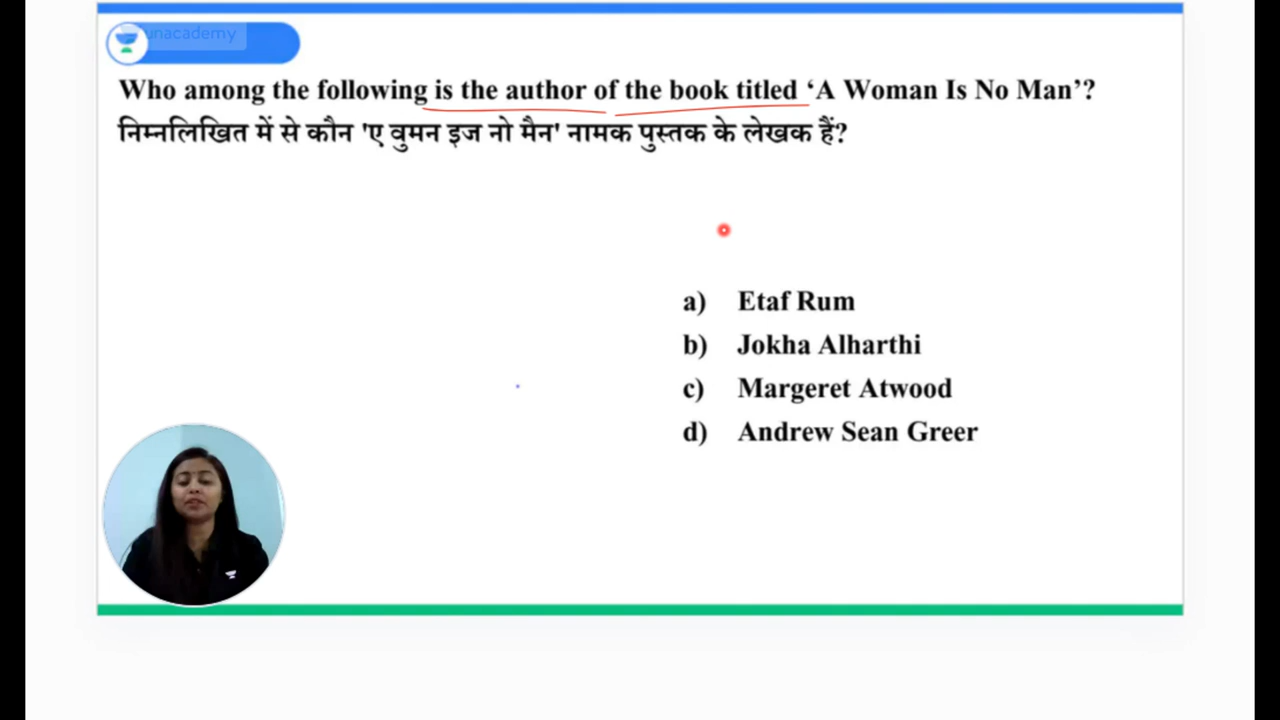 unacademy
Who among the following is the author of the book titled ‘A Woman Is No Man’?
निम्नलिखित में से कौन 'ए वुमन इज नो मैन' नामक पुस्तक के लेखक हैं?
a) Etaf Rum
b) Jokha Alharthi
c) Margeret Atwood
d) Andrew Sean Greer